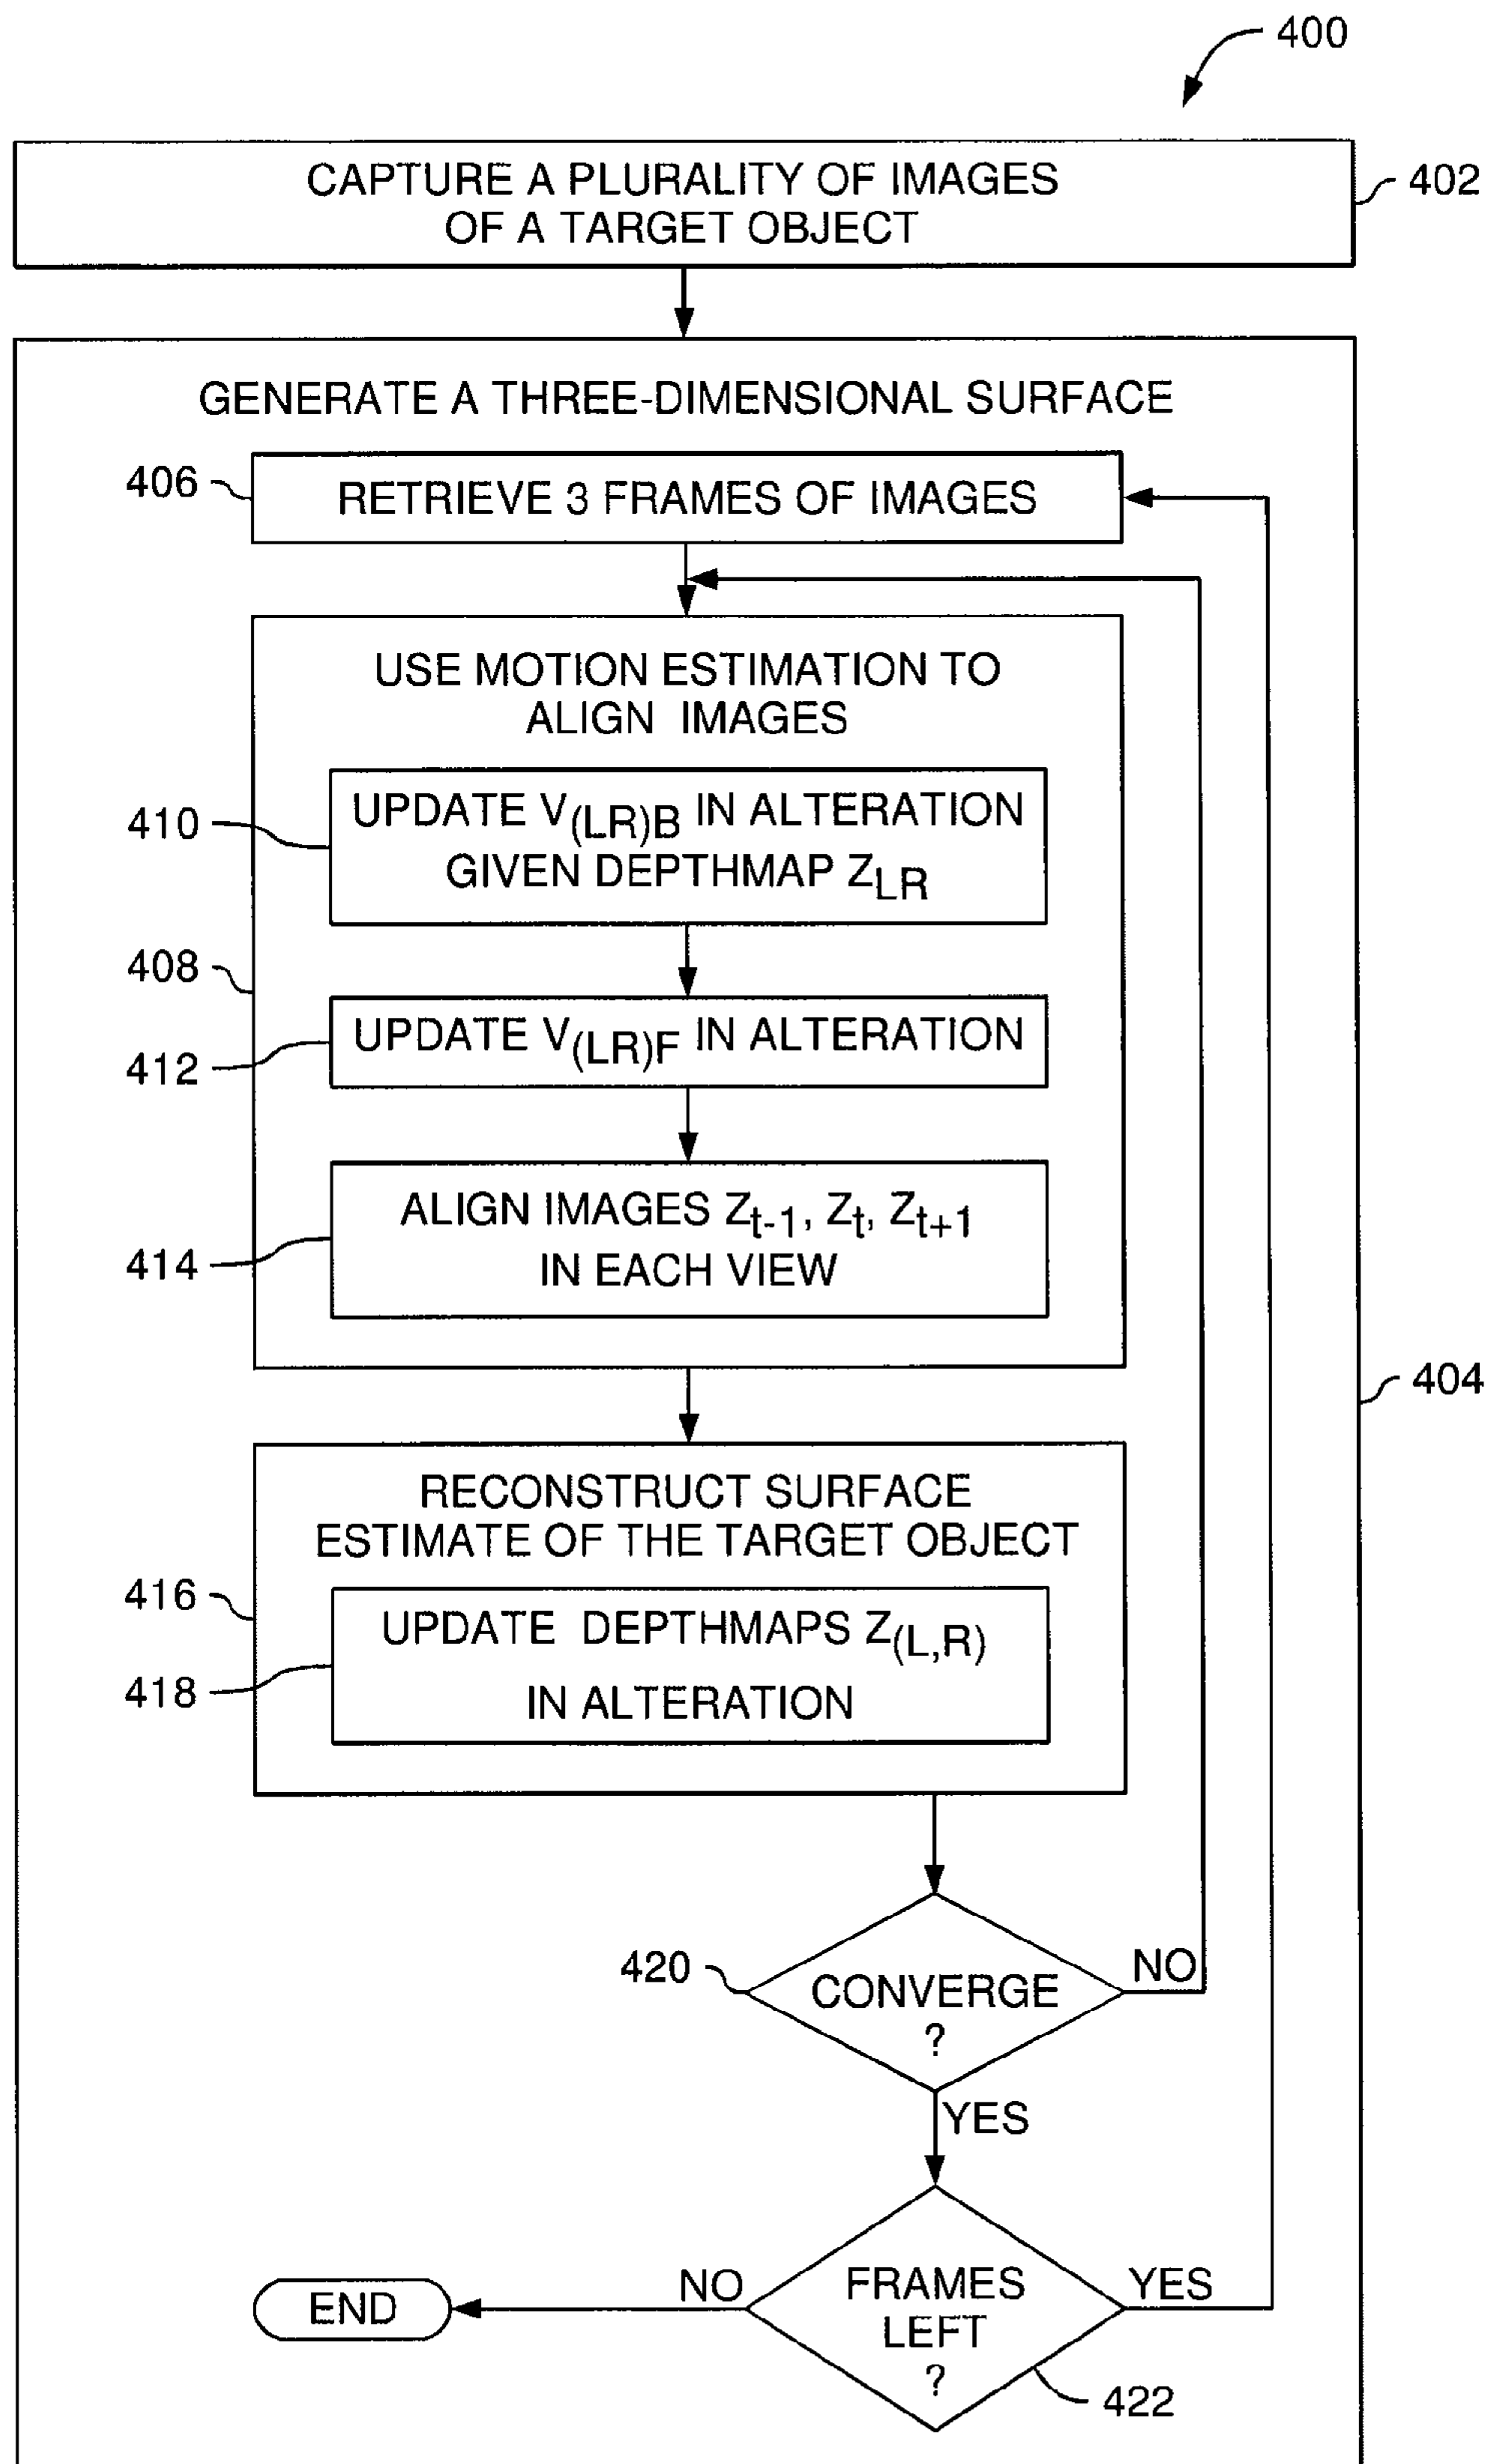 400
CAPTURE A PLURALITY OF IMAGES
OF A TARGET OBJECT
402
GENERATE A THREE-DIMENSIONAL SURFACE
406
RETRIEVE 3 FRAMES OF IMAGES
USE MOTION ESTIMATION TO
ALIGN IMAGES
410
UPDATE V(LR)B IN ALTERATION
GIVEN DEPTHMAP ZLR
408
412
UPDATE V(LR)F IN ALTERATION
414
ALIGN IMAGES Zt-1, Zt, Zt+1
IN EACH VIEW
404
RECONSTRUCT SURFACE
ESTIMATE OF THE TARGET OBJECT
416
418
UPDATE DEPTHMAPS Z(L,R)
IN ALTERATION
420
CONVERGE
?
NO
YES
END
NO
FRAMES
LEFT
?
YES
422